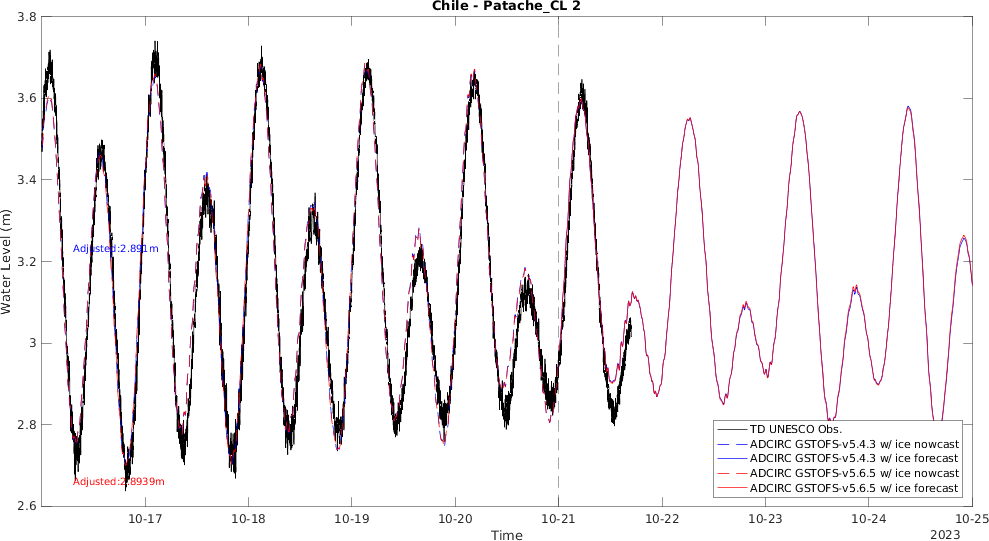 Chile - Patache_CL 2
3.8
3.6
3.4
3.2
3
2.8
2.6
Water Level (m)
Adjusted:2.891m
Adjusted:2.8939m
TD UNESCO Obs.
ADCIRC GSTOFS-v5.4.3 w/ ice nowcast
ADCIRC GSTOFS-v5.4.3 w/ ice forecast
ADCIRC GSTOFS-v5.6.5 w/ ice nowcast
ADCIRC GSTOFS-v5.6.5 w/ ice forecast
10-17 10-18 10-19 10-20 10-21 10-22 10-23 10-24 10-25
Time
2023